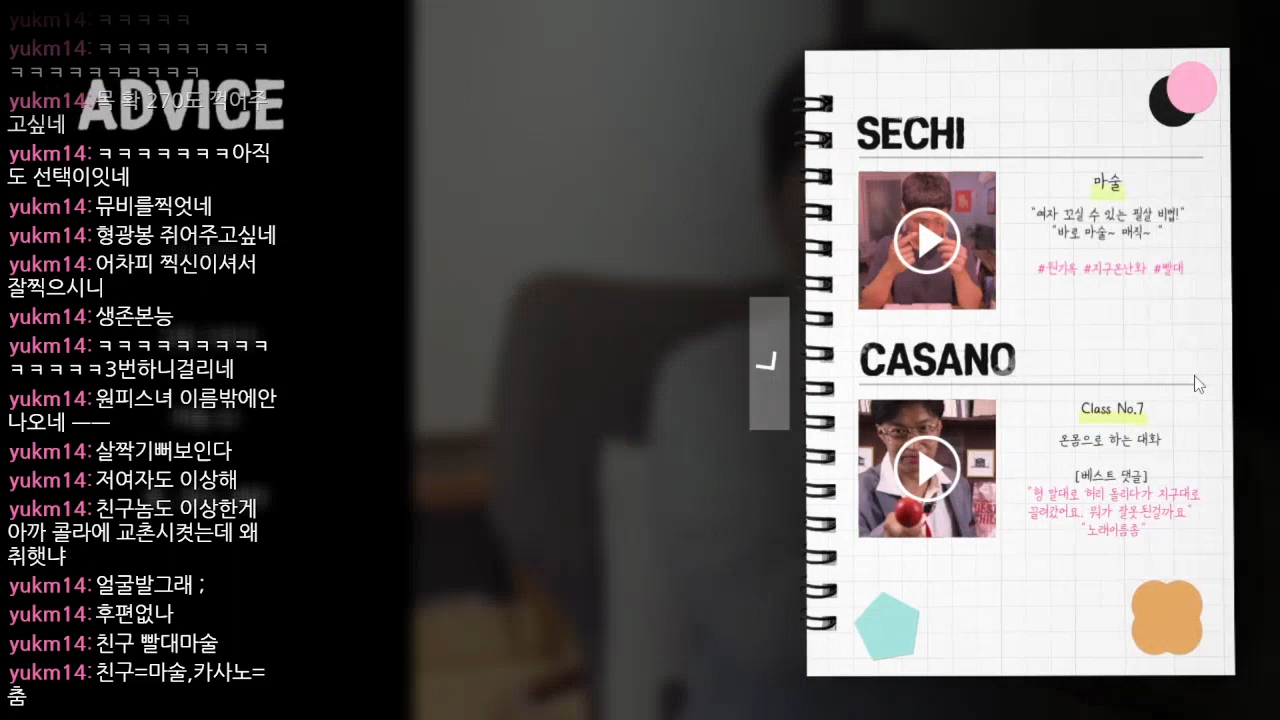 yukm14: ㅋㅋㅋㅋㅋ
yukm14: ㅋㅋㅋㅋㅋㅋㅋㅋㅋ
ㅋㅋㅋㅋㅋㅋㅋㅋㅋㅋ
ADVICE
yukm14: 목 확 270도 꺽여주
고싶네
yukm14: ㅋㅋㅋㅋㅋㅋㅋ아직
도 선택이잇네
yukm14: 뮤비를찍엇네
yukm14: 형광봉 쥐어주고싶네
yukm14: 어차피 찍신이셔서
잘찍으시니
yukm14: 생존본능
yukm14: ㅋㅋㅋㅋㅋㅋㅋㅋㅋ
ㅋㅋㅋㅋㅋ3번하니걸리네
yukm14: 원피스녀 이름밖에안
나오네 ㅡㅡ
yukm14: 살짝기뻐보인다
yukm14: 저여자도 이상해
yukm14: 친구놈도 이상한게
아까 콜라에 교촌시켯는데 왜
취햇냐
yukm14: 얼굴발그래 ;
yukm14: 후편없나
yukm14: 친구 빨대마술
yukm14: 친구=마술,카사노=
춤
SECHI
마술
"여자 꼬실 수 있는 필살 비법!"
"바로 마술~ 매직~ "
#원기옥 #지구온난화 #빨대
CASANO
Class No.7
온몸으로 하는 대화
[베스트 댓글]
"형 말대로 허리 돌리다가 지구대로
끌려갔어요. 뭐가 잘못된걸까요"
"노래이름좀"